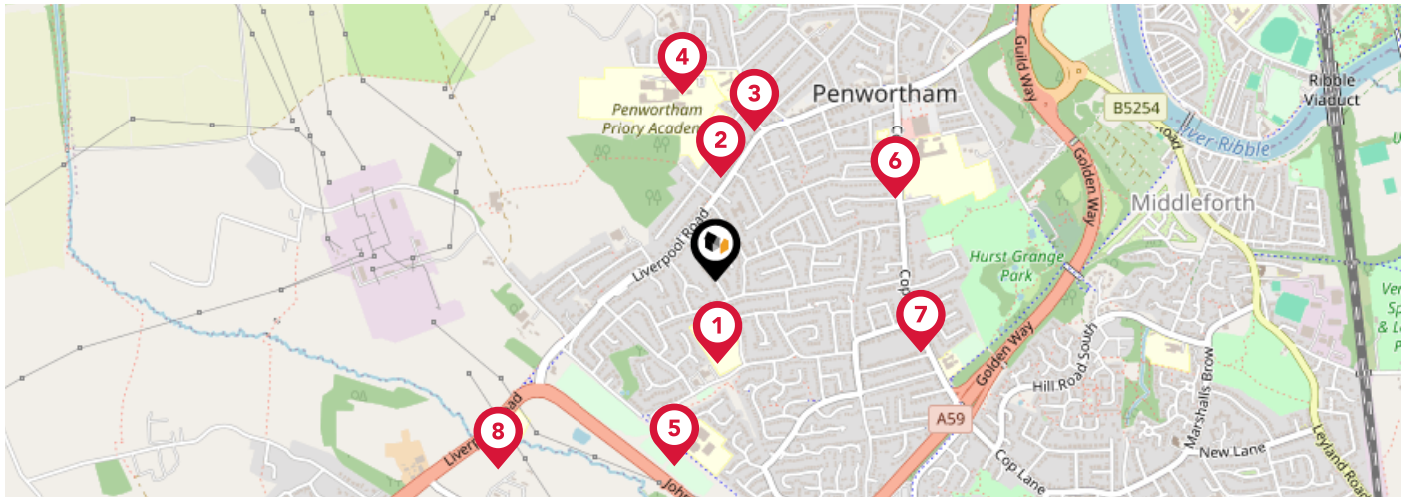 4
3
Penwortham
Ribble
Viaduct
Guild Way
B5254
Penwortham
Priory Academ
2
6
River Ribble
Road
Golden Way
Middleforth
Liverpool Road
Hurst Grange
Park
Cop
1
7
Golden Way
Hill Road South
Marshalls Brow
A59
8
5
Cop Lane
New Lane
Leyland Road